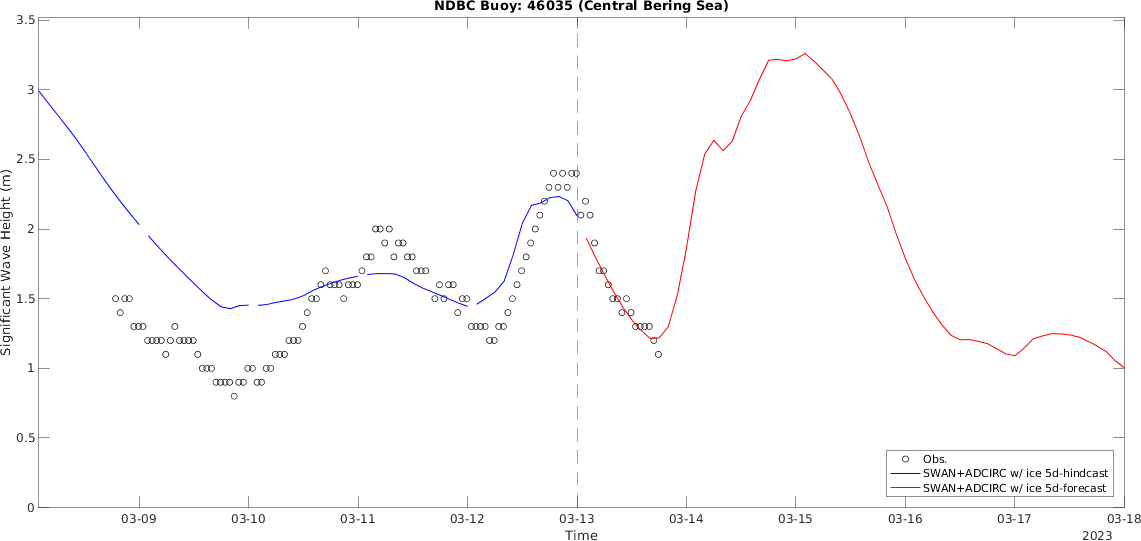 NDBC Buoy: 46035 (Central Bering Sea)
Significant Wave Height (m)
3.5
3
2.5
2
1.5
1
0.5
0
Obs.
SWAN+ADCIRC w/ ice 5d-hindcast
SWAN+ADCIRC w/ ice 5d-forecast
03-09 03-10 03-11 03-12 03-13 03-14 03-15 03-16 03-17 03-18
Time
2023